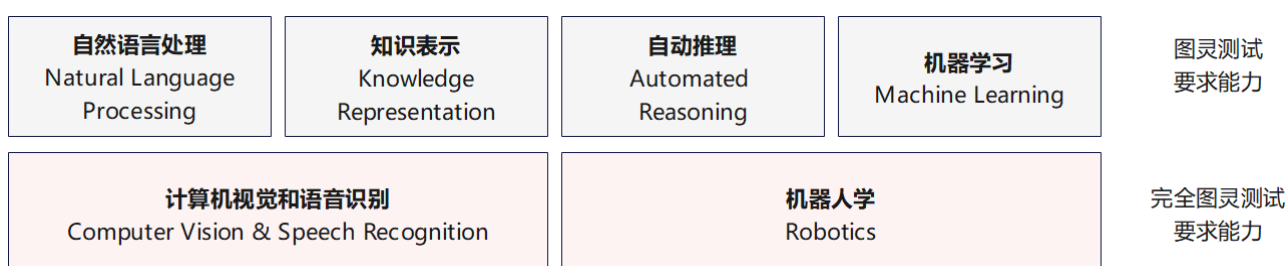 自然语言处理
Natural Language
Processing
知识表示
Knowledge
Representation
自动推理
Automated
Reasoning
机器学习
Machine Learning
图灵测试
要求能力
计算机视觉和语音识别
Computer Vision & Speech Recognition
机器人学
Robotics
完全图灵测试
要求能力